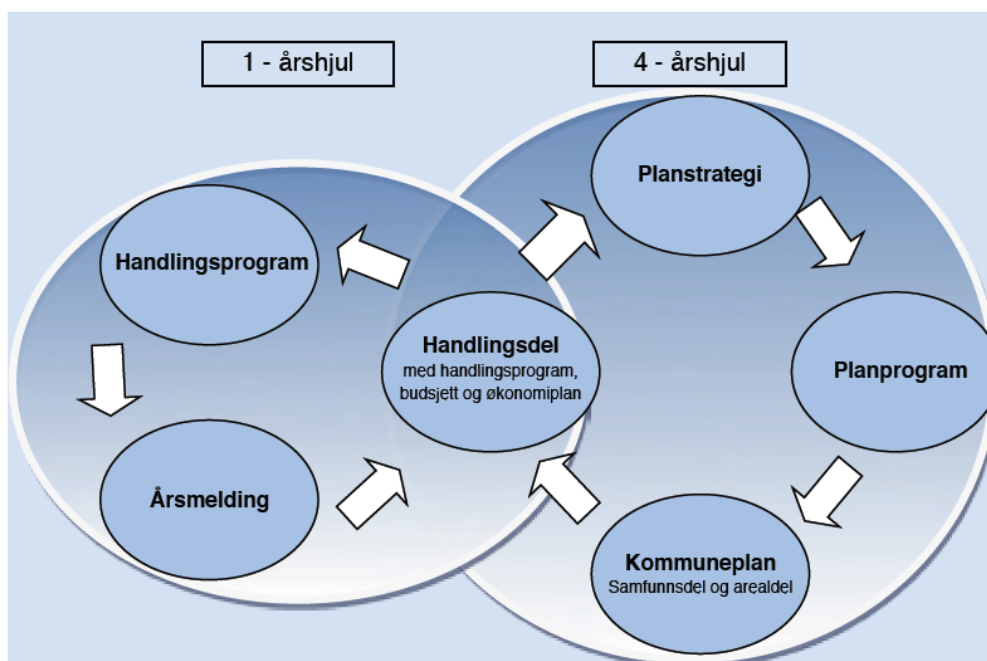 1 - årshjul
4 - årshjul
Planstrategi
Handlingsprogram
Handlingsdel
med handlingsprogram,
budsjett og økonomiplan
Planprogram
Årsmelding
Kommuneplan
Samfunnsdel og arealdel